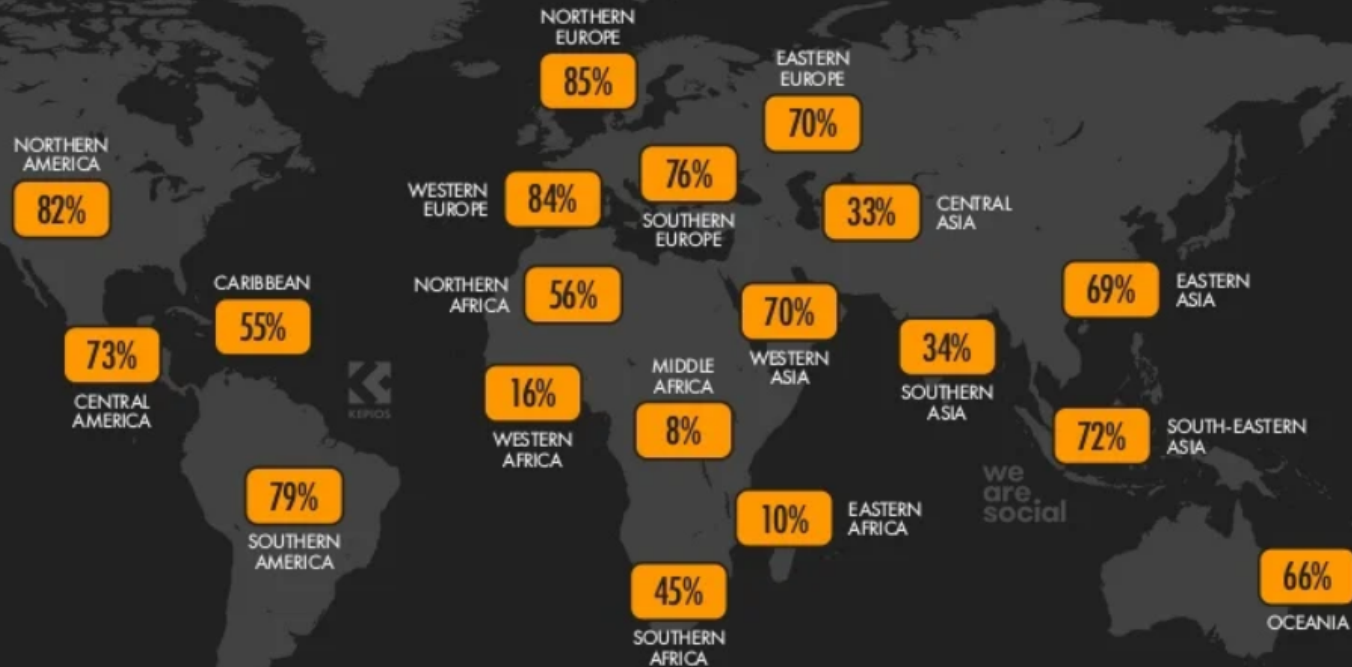 NORTHERN
EUROPE
85%
EASTERN
EUROPE
70%
NORTHERN
AMERICA
82%
WESTERN
EUROPE
84%
76%
SOUTHERN
EUROPE
33%
CENTRAL
ASIA
CARIBBEAN
55%
NORTHERN
AFRICA
56%
70%
WESTERN
ASIA
69%
EASTERN
ASIA
73%
CENTRAL
AMERICA
KEPIOS
16%
WESTERN
AFRICA
MIDDLE
AFRICA
8%
34%
SOUTHERN
ASIA
72%
SOUTH-EASTERN
ASIA
79%
SOUTHERN
AMERICA
we
are
social
10%
EASTERN
AFRICA
45%
SOUTHERN
AFRICA
66%
OCEANIA